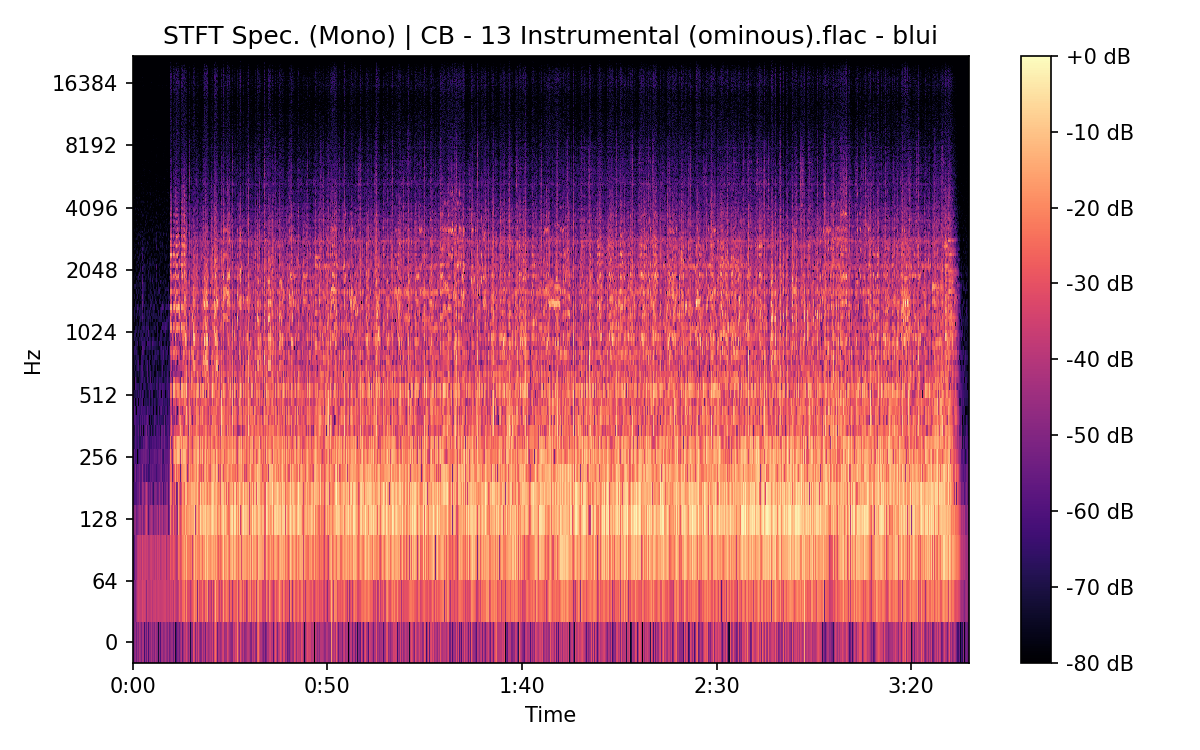 STFT Spec. (Mono) | CB - 13 Instrumental (ominous).flac - blui
Hz
16384
8192
4096
2048
1024
512
256
128
64
0
0:00
0:50
1:40
2:30
3:20
Time
+0 dB
-10 dB
-20 dB
-30 dB
-40 dB
-50 dB
-60 dB
-70 dB
-80 dB